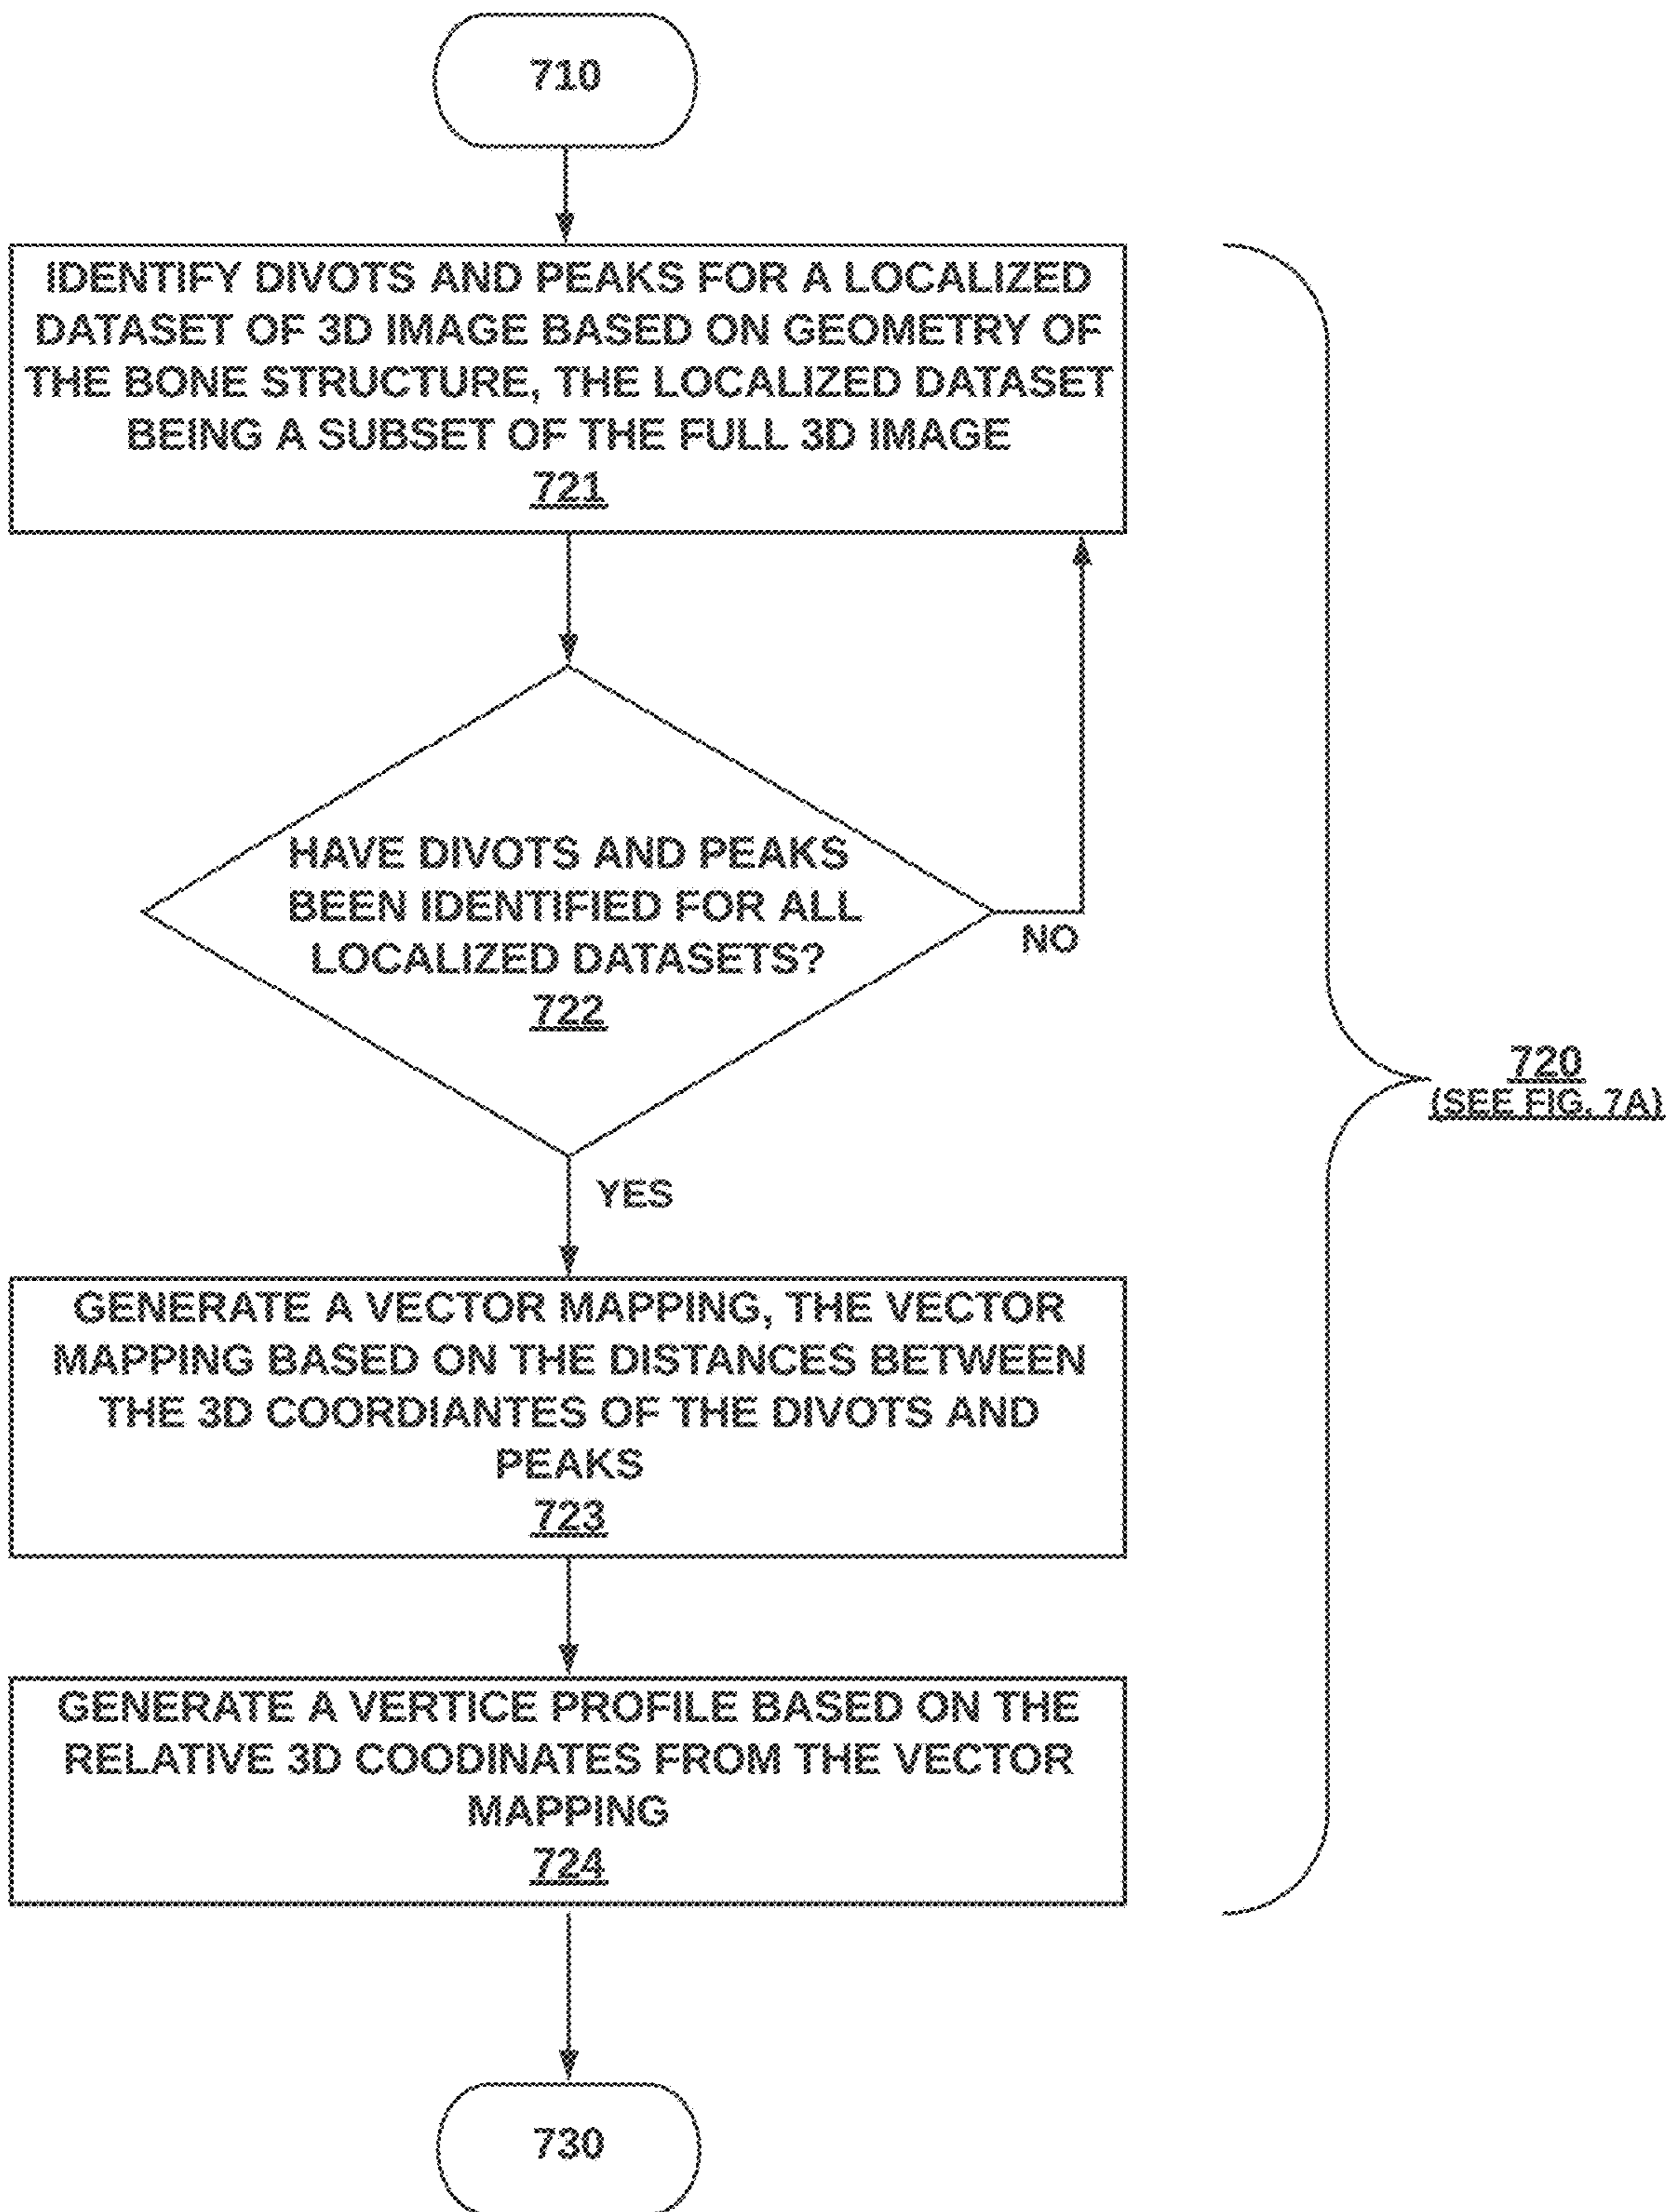 710
IDENTIFY DIVOTS AND PEAKS FOR A LOCALIZED
DATASET OF 3D IMAGE BASED ON GEOMETRY OF
THE BONE STRUCTURE, THE LOCALIZED DATASET
BEING A SUBSET OF THE FULL 3D IMAGE
721
HAVE DIVOTS AND PEAKS
BEEN IDENTIFIED FOR ALL
LOCALIZED DATASETS?
722
NO
YES
720
(SEE FIG. 7A)
GENERATE A VECTOR MAPPING, THE VECTOR
MAPPING BASED ON THE DISTANCES BETWEEN
THE 3D COORDIANTES OF THE DIVOTS AND
PEAKS
723
GENERATE A VERTICE PROFILE BASED ON THE
RELATIVE 3D COODINATES FROM THE VECTOR
MAPPING
724
730